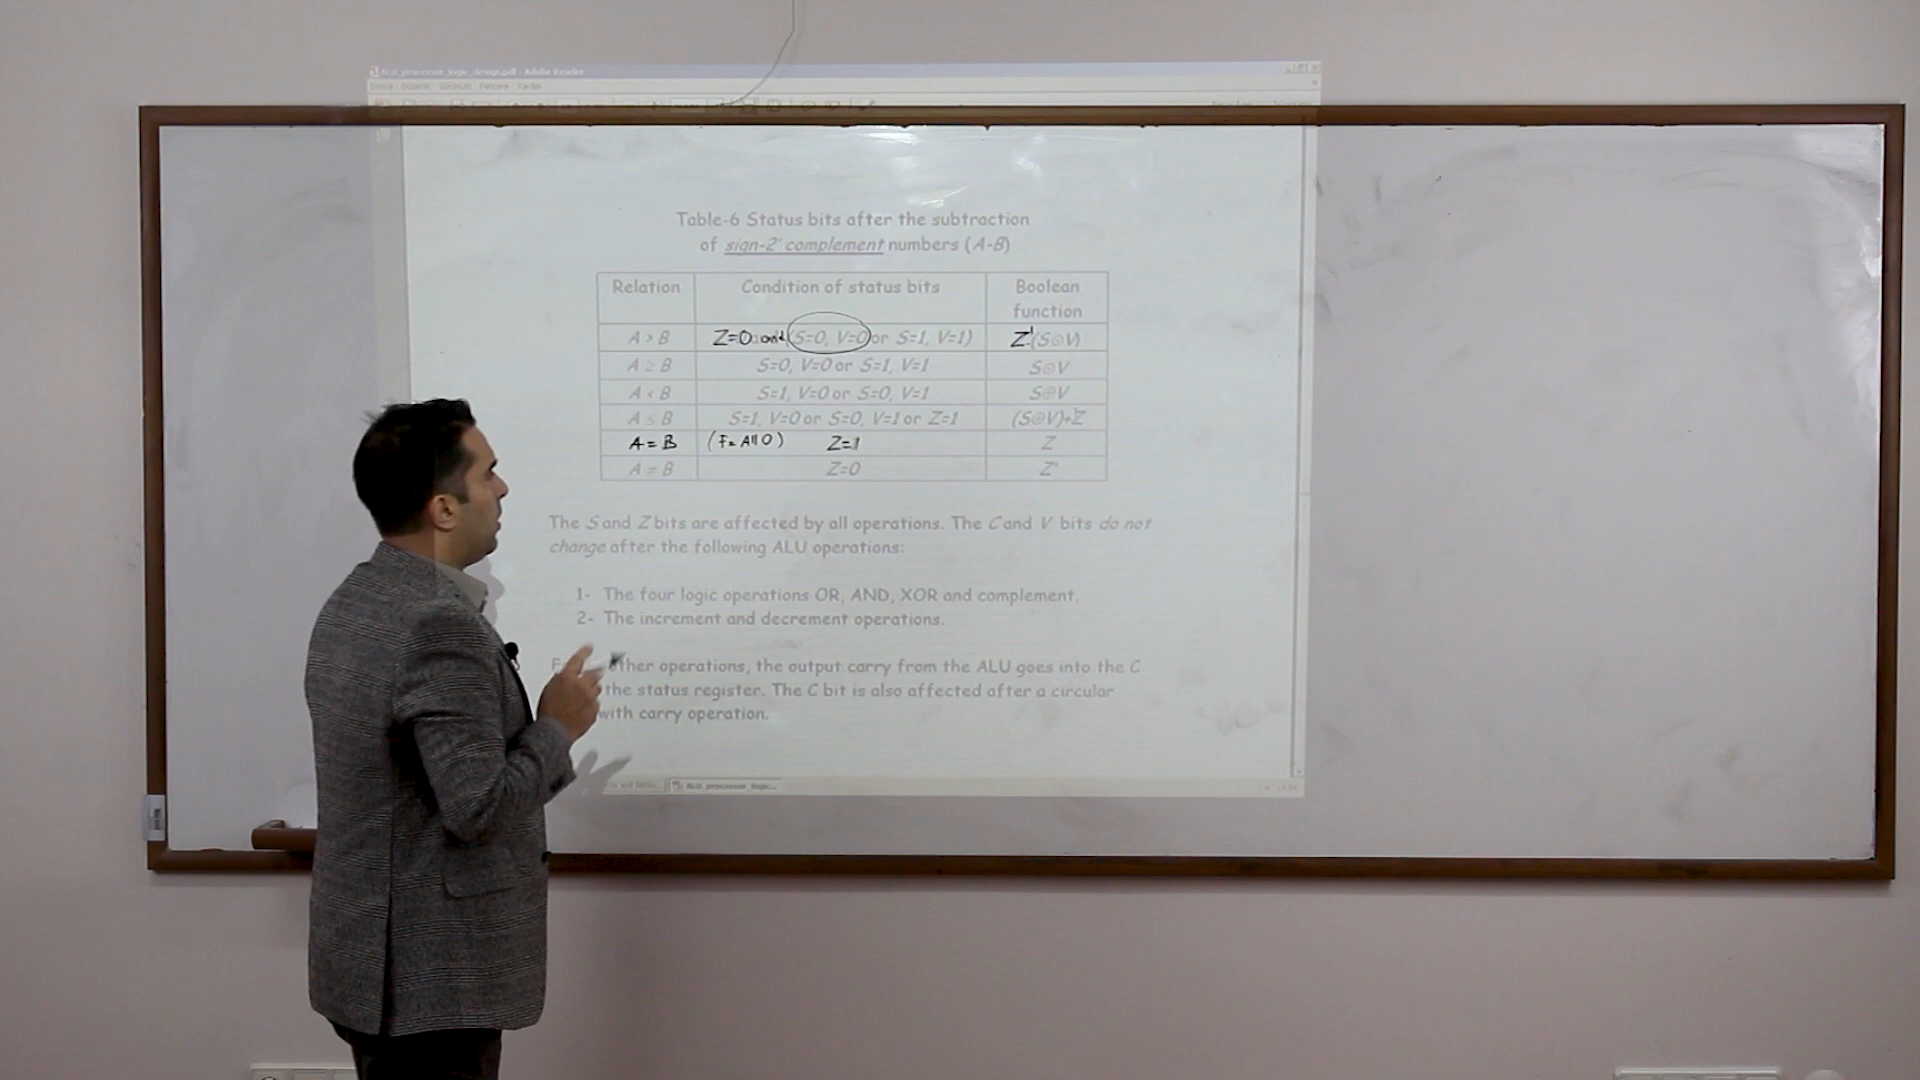 ALU_processor_logic_design.pdf - Adobe Reader
Table-6 Status bits after the subtraction
of sign-2' complement numbers (A-B)
Relation Condition of status bits Boolean function
A > B Z=0 and (S=0, V=0 or S=1, V=1) Z'(S⊙V)
A ≥ B S=0, V=0 or S=1, V=1 S⊙V
A < B S=1, V=0 or S=0, V=1 S⊕V
A ≤ B S=1, V=0 or S=0, V=1 or Z=1 (S⊕V)+Z
A = B (F= All 0) Z=1 Z
A ≠ B Z=0 Z'
The S and Z bits are affected by all operations. The C and V bits do not
change after the following ALU operations:
1- The four logic operations OR, AND, XOR and complement.
2- The increment and decrement operations.
other operations, the output carry from the ALU goes into the C
the status register. The C bit is also affected after a circular
with carry operation.
ALU_processor_logic...